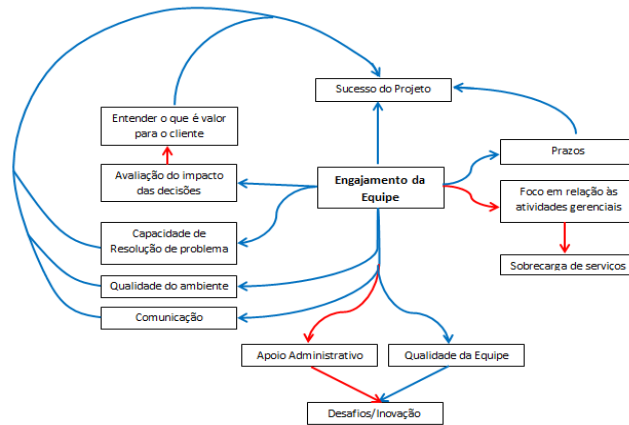 Sucesso do Projeto
Entender o que é valor
para o cliente
Prazos
Avaliação do impacto
das decisões
Engajamento da
Equipe
Foco em relação às
atividades gerenciais
Capacidade de
Resolução de problema
Sobrecarga de serviços
Qualidade do ambiente
Comunicação
Apoio Administrativo
Qualidade da Equipe
Desafios/Inovação